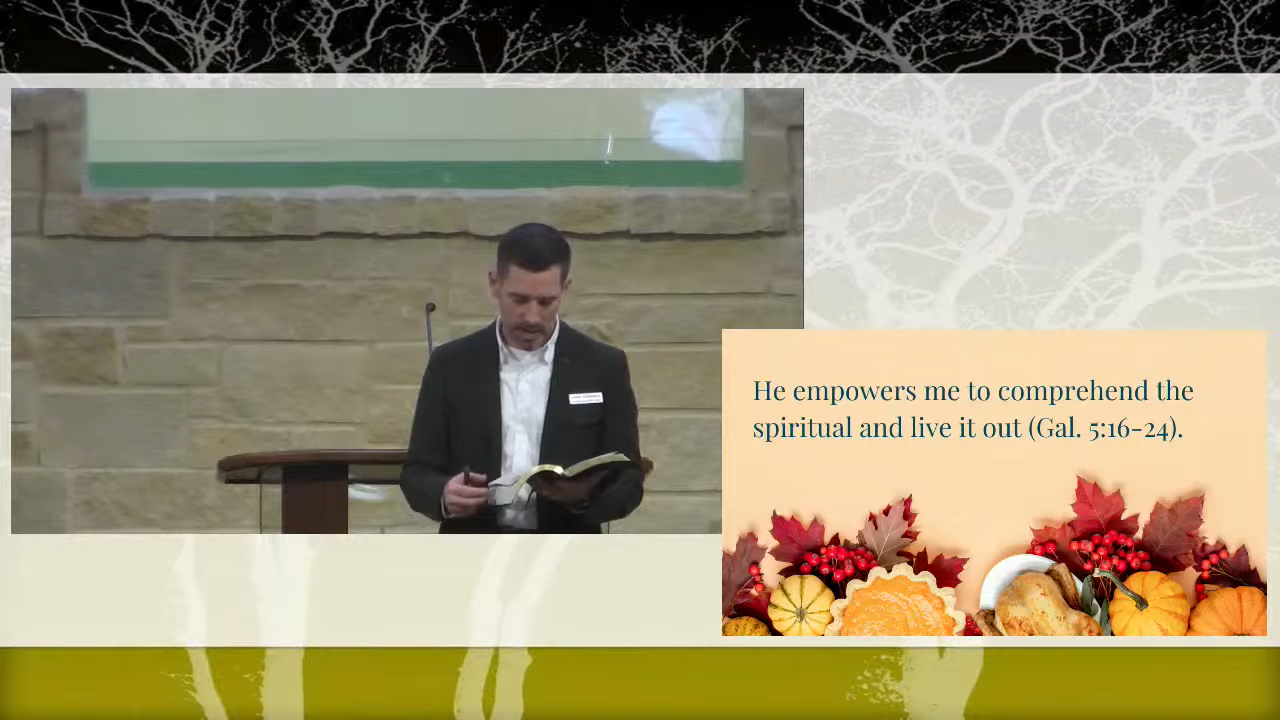 He empowers me to comprehend the
spiritual and live it out (Gal. 5:16-24).